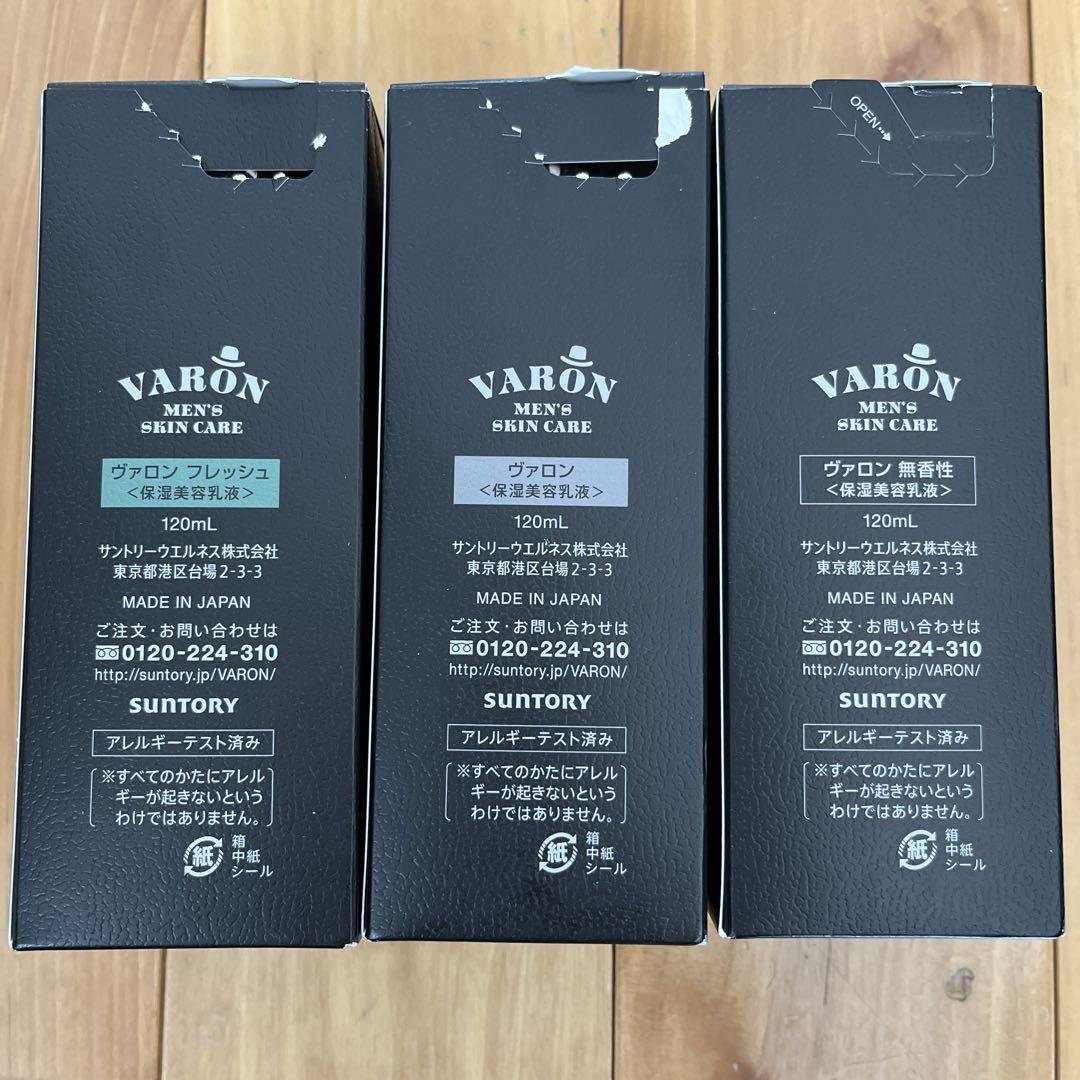 VARON
MEN'S
SKIN CARE
ヴァロン フレッシュ
<保湿美容乳液>
120mL
サントリーウエルネス株式会社
東京都港区台場2-3-3
MADE IN JAPAN
ご注文・お問い合わせは
0120-224-310
http://suntory.jp/VARON/
SUNTORY
アレルギーテスト済み
※すべてのかたにアレル
ギーが起きないという
わけではありません。
紙
箱
中紙
シール
VARON
MEN'S
SKIN CARE
ヴァロン
<保湿美容乳液>
120mL
サントリーウエルネス株式会社
東京都港区台場2-3-3
MADE IN JAPAN
ご注文・お問い合わせは
0120-224-310
http://suntory.jp/VARON/
SUNTORY
アレルギーテスト済み
※すべてのかたにアレル
ギーが起きないという
わけではありません。
紙
箱
中紙
シール
OPEN
VARON
MEN'S
SKIN CARE
ヴァロン 無香性
<保湿美容乳液>
120mL
サントリーウエルネス株式会社
東京都港区台場2-3-3
MADE IN JAPAN
ご注文・お問い合わせは
0120-224-310
http://suntory.jp/VARON/
SUNTORY
アレルギーテスト済み
※すべてのかたにアレル
ギーが起きないという
わけではありません。
紙
箱
中紙
シール